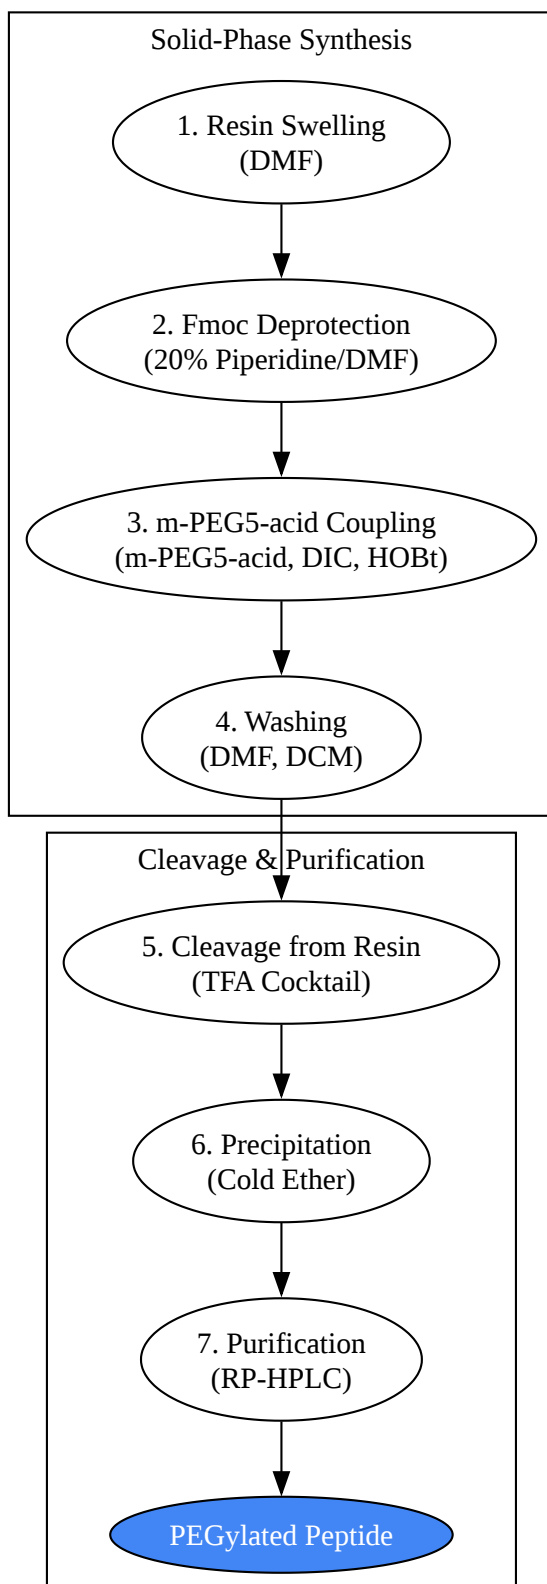 Solid-Phase Synthesis
1. Resin Swelling
(DMF)
2. Fmoc Deprotection
(20% Piperidine/DMF)
3. m-PEG5-acid Coupling
(m-PEG5-acid, DIC, HOBt)
4. Washing
(DMF, DCM)
Cleavage & Purification
5. Cleavage from Resin
(TFA Cocktail)
6. Precipitation
(Cold Ether)
7. Purification
(RP-HPLC)
PEGylated Peptide